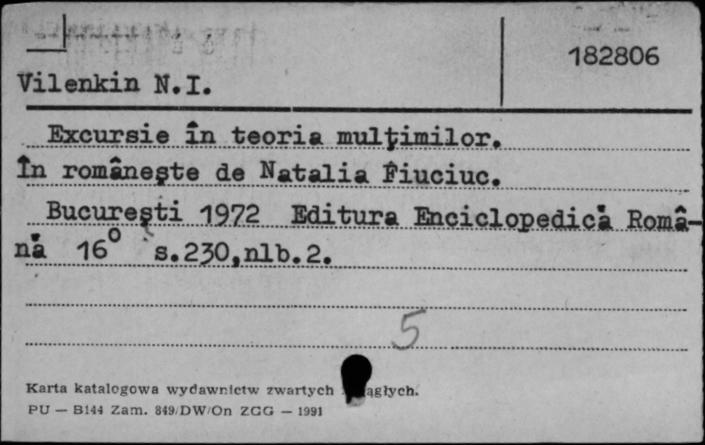 182806
Vilenkin N.I.
Excursie în teoria mulţimilor.
În româneşte de Natalia Fiuciuc.
Bucureşti 1972 Editura Enciclopedică Româ-
nă 16° s.230,nlb.2.
5
Karta katalogowa wydawnictw zwartych ągłych.
PU — B144 Zam. 849/DW/On ZGG — 1991